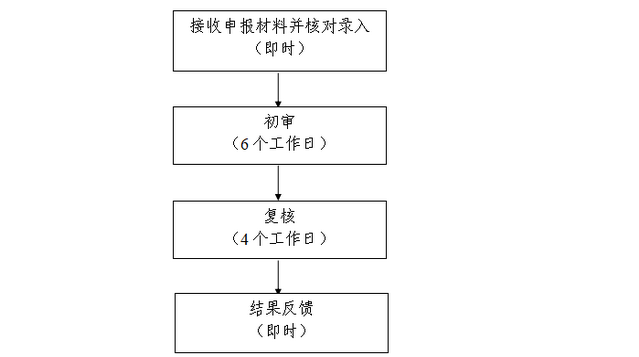 接收申报材料并核对录入
（即时）
初审
（6个工作日）
复核
（4个工作日）
结果反馈
（即时）